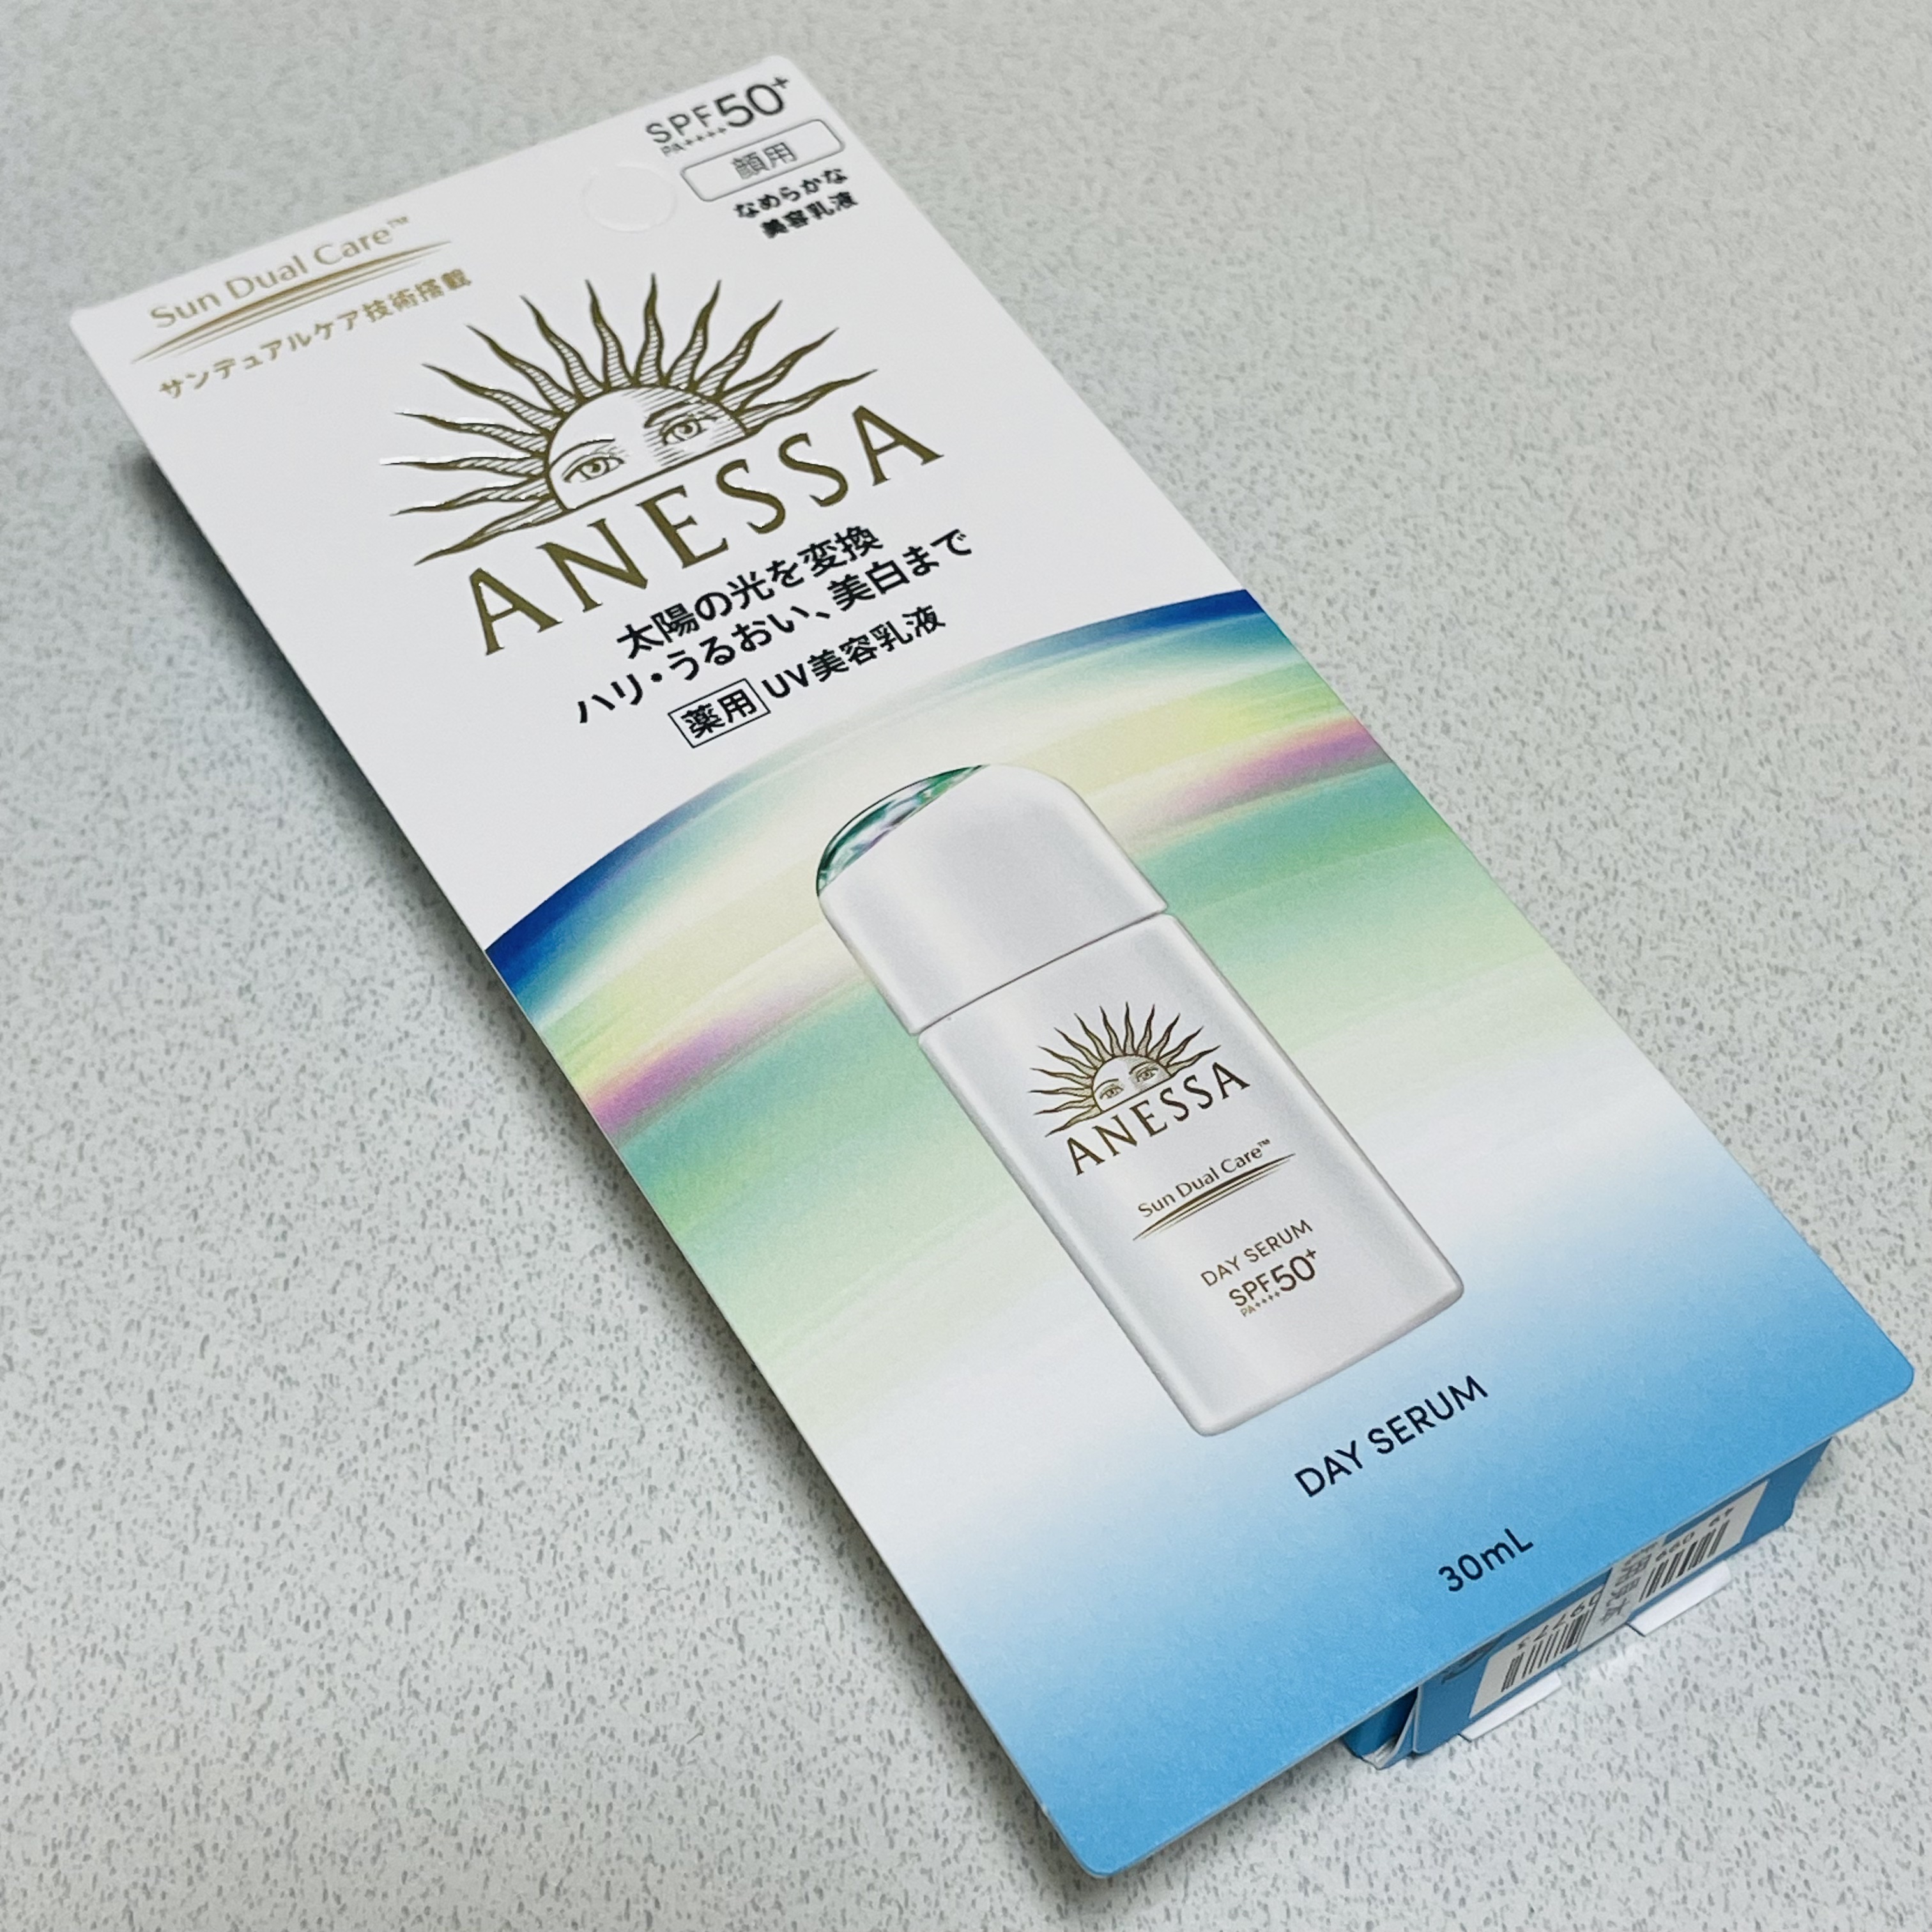 SPF50+
PA++++
顔用
なめらかな
美容乳液
Sun Dual Care™
サンデュアルケア技術搭載
ANESSA
太陽の光を変換
ハリ・うるおい、美白まで
薬用 UV美容乳液
ANESSA
Sun Dual Care™
DAY SERUM
SPF50+
PA++++
DAY SERUM
30mL